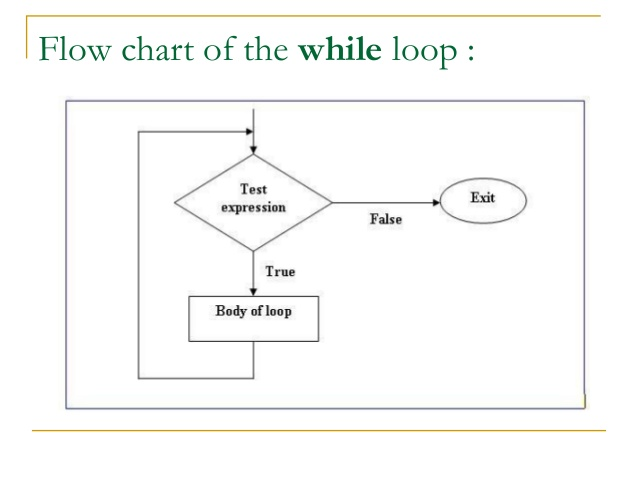 Flow chart of the while loop :
Test
expression
Exit
False
True
Body of loop